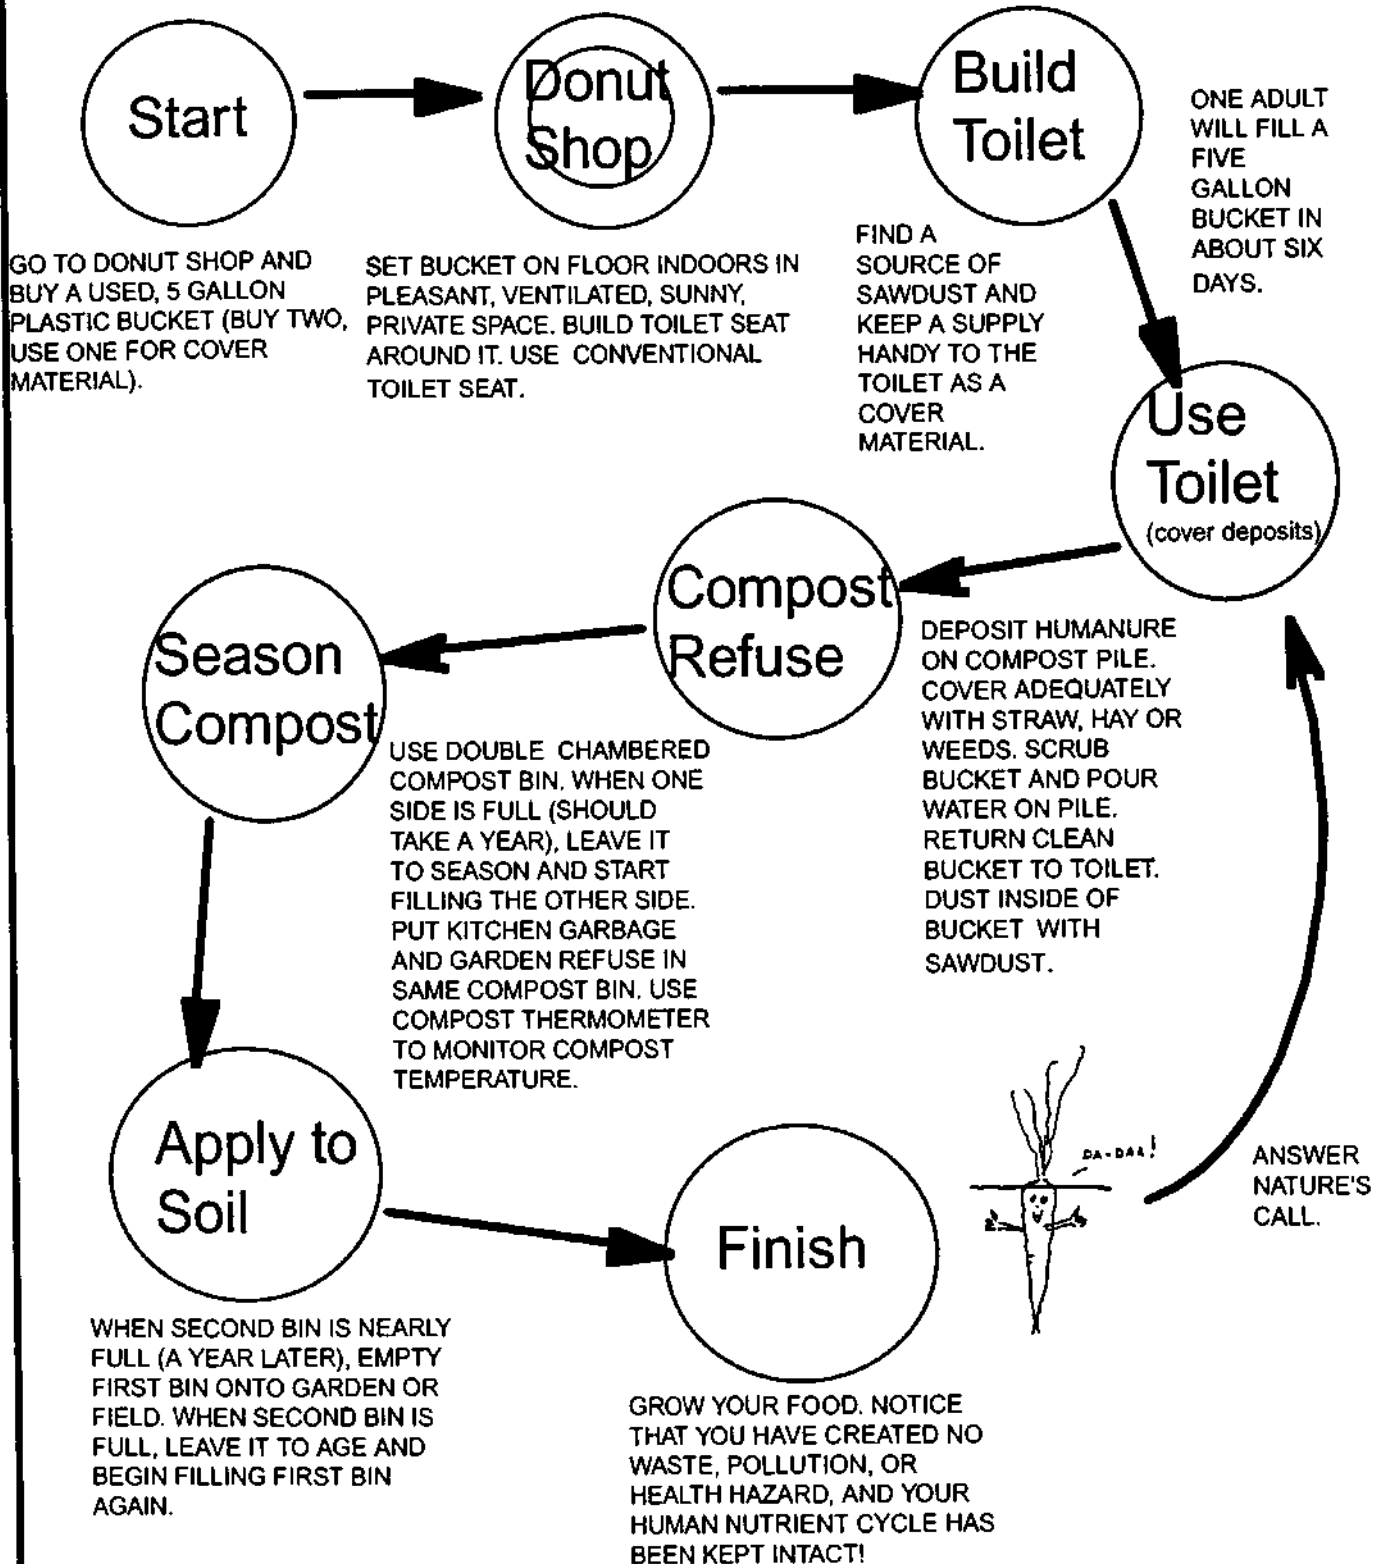 Start
Donut
Shop
Build
Toilet
ONE ADULT
WILL FILL A
FIVE
GALLON
BUCKET IN
ABOUT SIX
DAYS.
GO TO DONUT SHOP AND
BUY A USED, 5 GALLON
PLASTIC BUCKET (BUY TWO,
USE ONE FOR COVER
MATERIAL).
SET BUCKET ON FLOOR INDOORS IN
PLEASANT, VENTILATED, SUNNY,
PRIVATE SPACE. BUILD TOILET SEAT
AROUND IT. USE CONVENTIONAL
TOILET SEAT.
FIND A
SOURCE OF
SAWDUST AND
KEEP A SUPPLY
HANDY TO THE
TOILET AS A
COVER
MATERIAL.
Use
Toilet
(cover deposits)
Compost
Refuse
DEPOSIT HUMANURE
ON COMPOST PILE.
COVER ADEQUATELY
WITH STRAW, HAY OR
WEEDS. SCRUB
BUCKET AND POUR
WATER ON PILE.
RETURN CLEAN
BUCKET TO TOILET.
DUST INSIDE OF
BUCKET WITH
SAWDUST.
Season
Compost
USE DOUBLE CHAMBERED
COMPOST BIN. WHEN ONE
SIDE IS FULL (SHOULD
TAKE A YEAR), LEAVE IT
TO SEASON AND START
FILLING THE OTHER SIDE.
PUT KITCHEN GARBAGE
AND GARDEN REFUSE IN
SAME COMPOST BIN. USE
COMPOST THERMOMETER
TO MONITOR COMPOST
TEMPERATURE.
Apply to
Soil
WHEN SECOND BIN IS NEARLY
FULL (A YEAR LATER), EMPTY
FIRST BIN ONTO GARDEN OR
FIELD. WHEN SECOND BIN IS
FULL, LEAVE IT TO AGE AND
BEGIN FILLING FIRST BIN
AGAIN.
Finish
GROW YOUR FOOD. NOTICE
THAT YOU HAVE CREATED NO
WASTE, POLLUTION, OR
HEALTH HAZARD, AND YOUR
HUMAN NUTRIENT CYCLE HAS
BEEN KEPT INTACT!
DA-DAA!
ANSWER
NATURE'S
CALL.